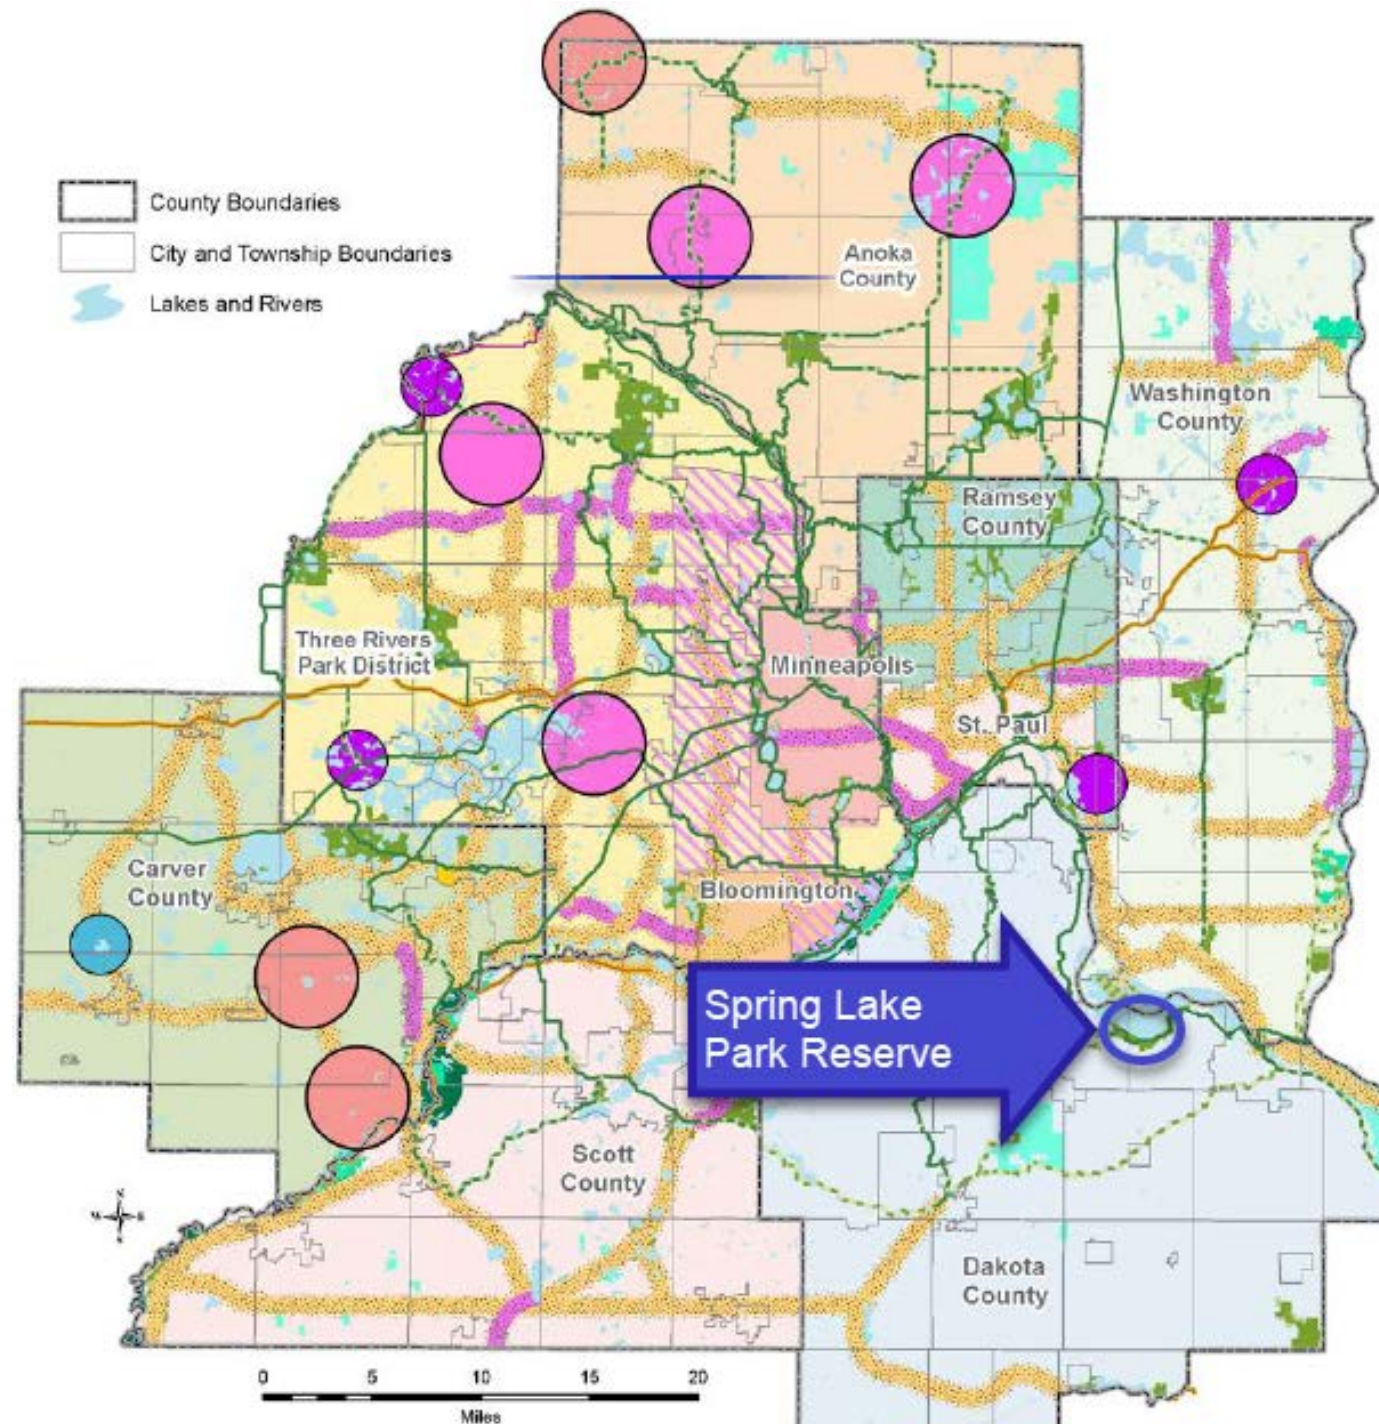 County Boundaries
City and Township Boundaries
Lakes and Rivers
Anoka
County
Washington
County
Ramsey
County
Three Rivers
Park District
Minneapolis
St. Paul
Carver
County
Bloomington
Spring Lake
Park Reserve
Scott
County
Dakota
County
0 5 10 15 20
Miles